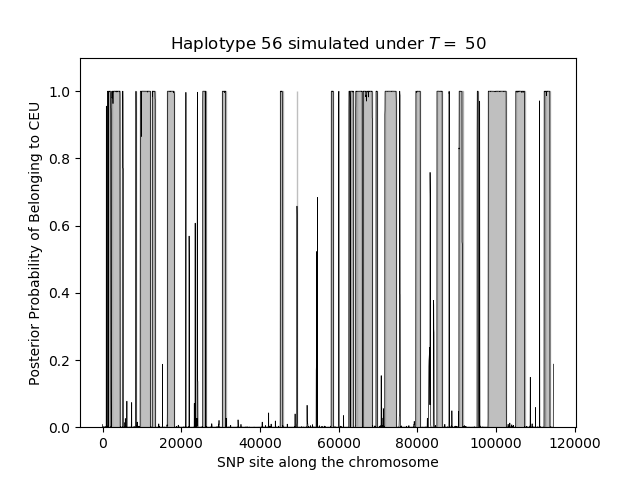 Haplotype 56 simulated under T = 50
Posterior Probability of Belonging to CEU
1.0
0.8
0.6
0.4
0.2
0.0
0 20000 40000 60000 80000 100000 120000
SNP site along the chromosome